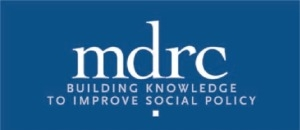 mdrc
BUILDING KNOWLEDGE
TO IMPROVE SOCIAL POLICY